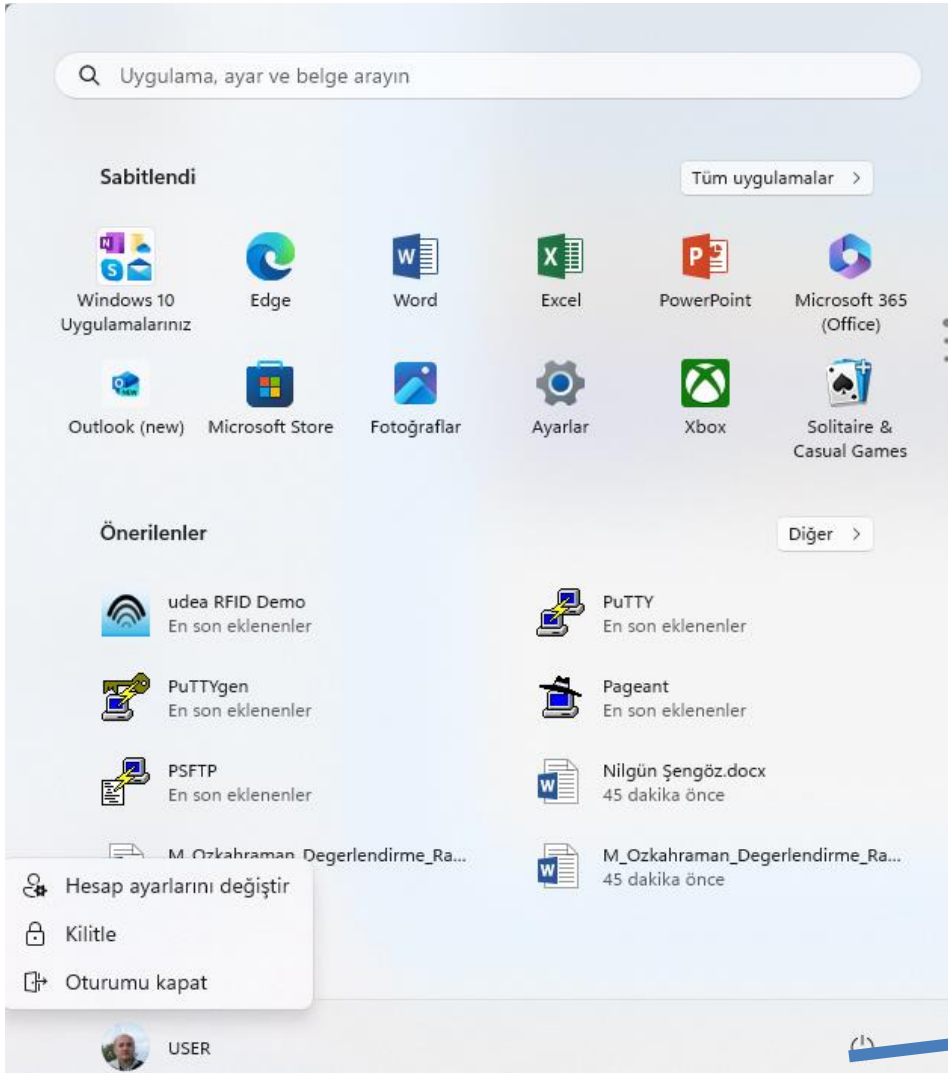 Uygulama, ayar ve belge arayın
Sabitlendi
Tüm uygulamalar >
Windows 10
Uygulamalarınız
Edge
Word
Excel
PowerPoint
Microsoft 365
(Office)
Outlook (new)
Microsoft Store
Fotoğraflar
Ayarlar
Xbox
Solitaire &
Casual Games
Önerilenler
Diğer >
udea RFID Demo
En son eklenenler
PuTTY
En son eklenenler
PuTTYgen
En son eklenenler
Pageant
En son eklenenler
PSFTP
En son eklenenler
Nilgün Şengöz.docx
45 dakika önce
M_Ozkahraman_Degerlendirme_Ra...
M_Ozkahraman_Degerlendirme_Ra...
45 dakika önce
Hesap ayarlarını değiştir
Kilitle
Oturumu kapat
USER